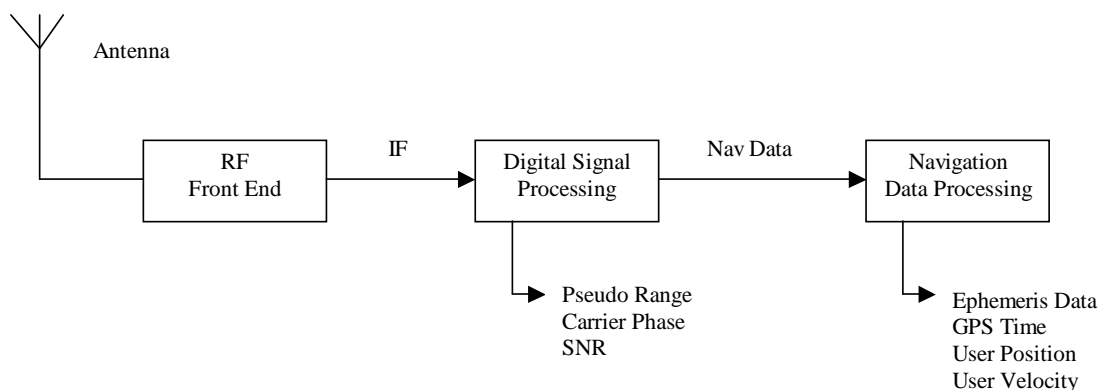 Antenna
RF
Front End
IF
Digital Signal
Processing
Nav Data
Navigation
Data Processing
Pseudo Range
Carrier Phase
SNR
Ephemeris Data
GPS Time
User Position
User Velocity